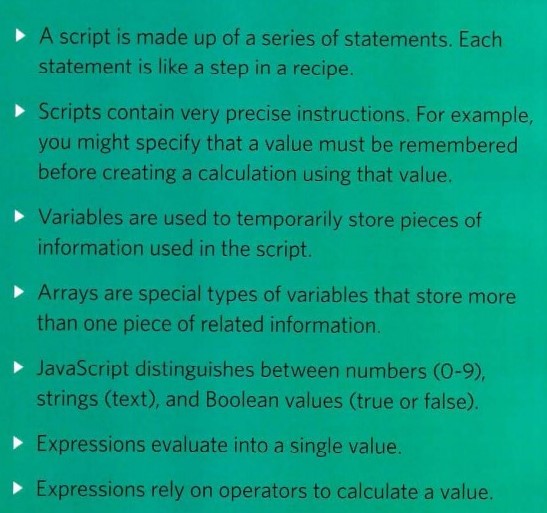 A script is made up of a series of statements. Each
statement is like a step in a recipe.
Scripts contain very precise instructions. For example,
you might specify that a value must be remembered
before creating a calculation using that value.
Variables are used to temporarily store pieces of
information used in the script.
Arrays are special types of variables that store more
than one piece of related information.
JavaScript distinguishes between numbers (0-9),
strings (text), and Boolean values (true or false).
Expressions evaluate into a single value.
Expressions rely on operators to calculate a value.